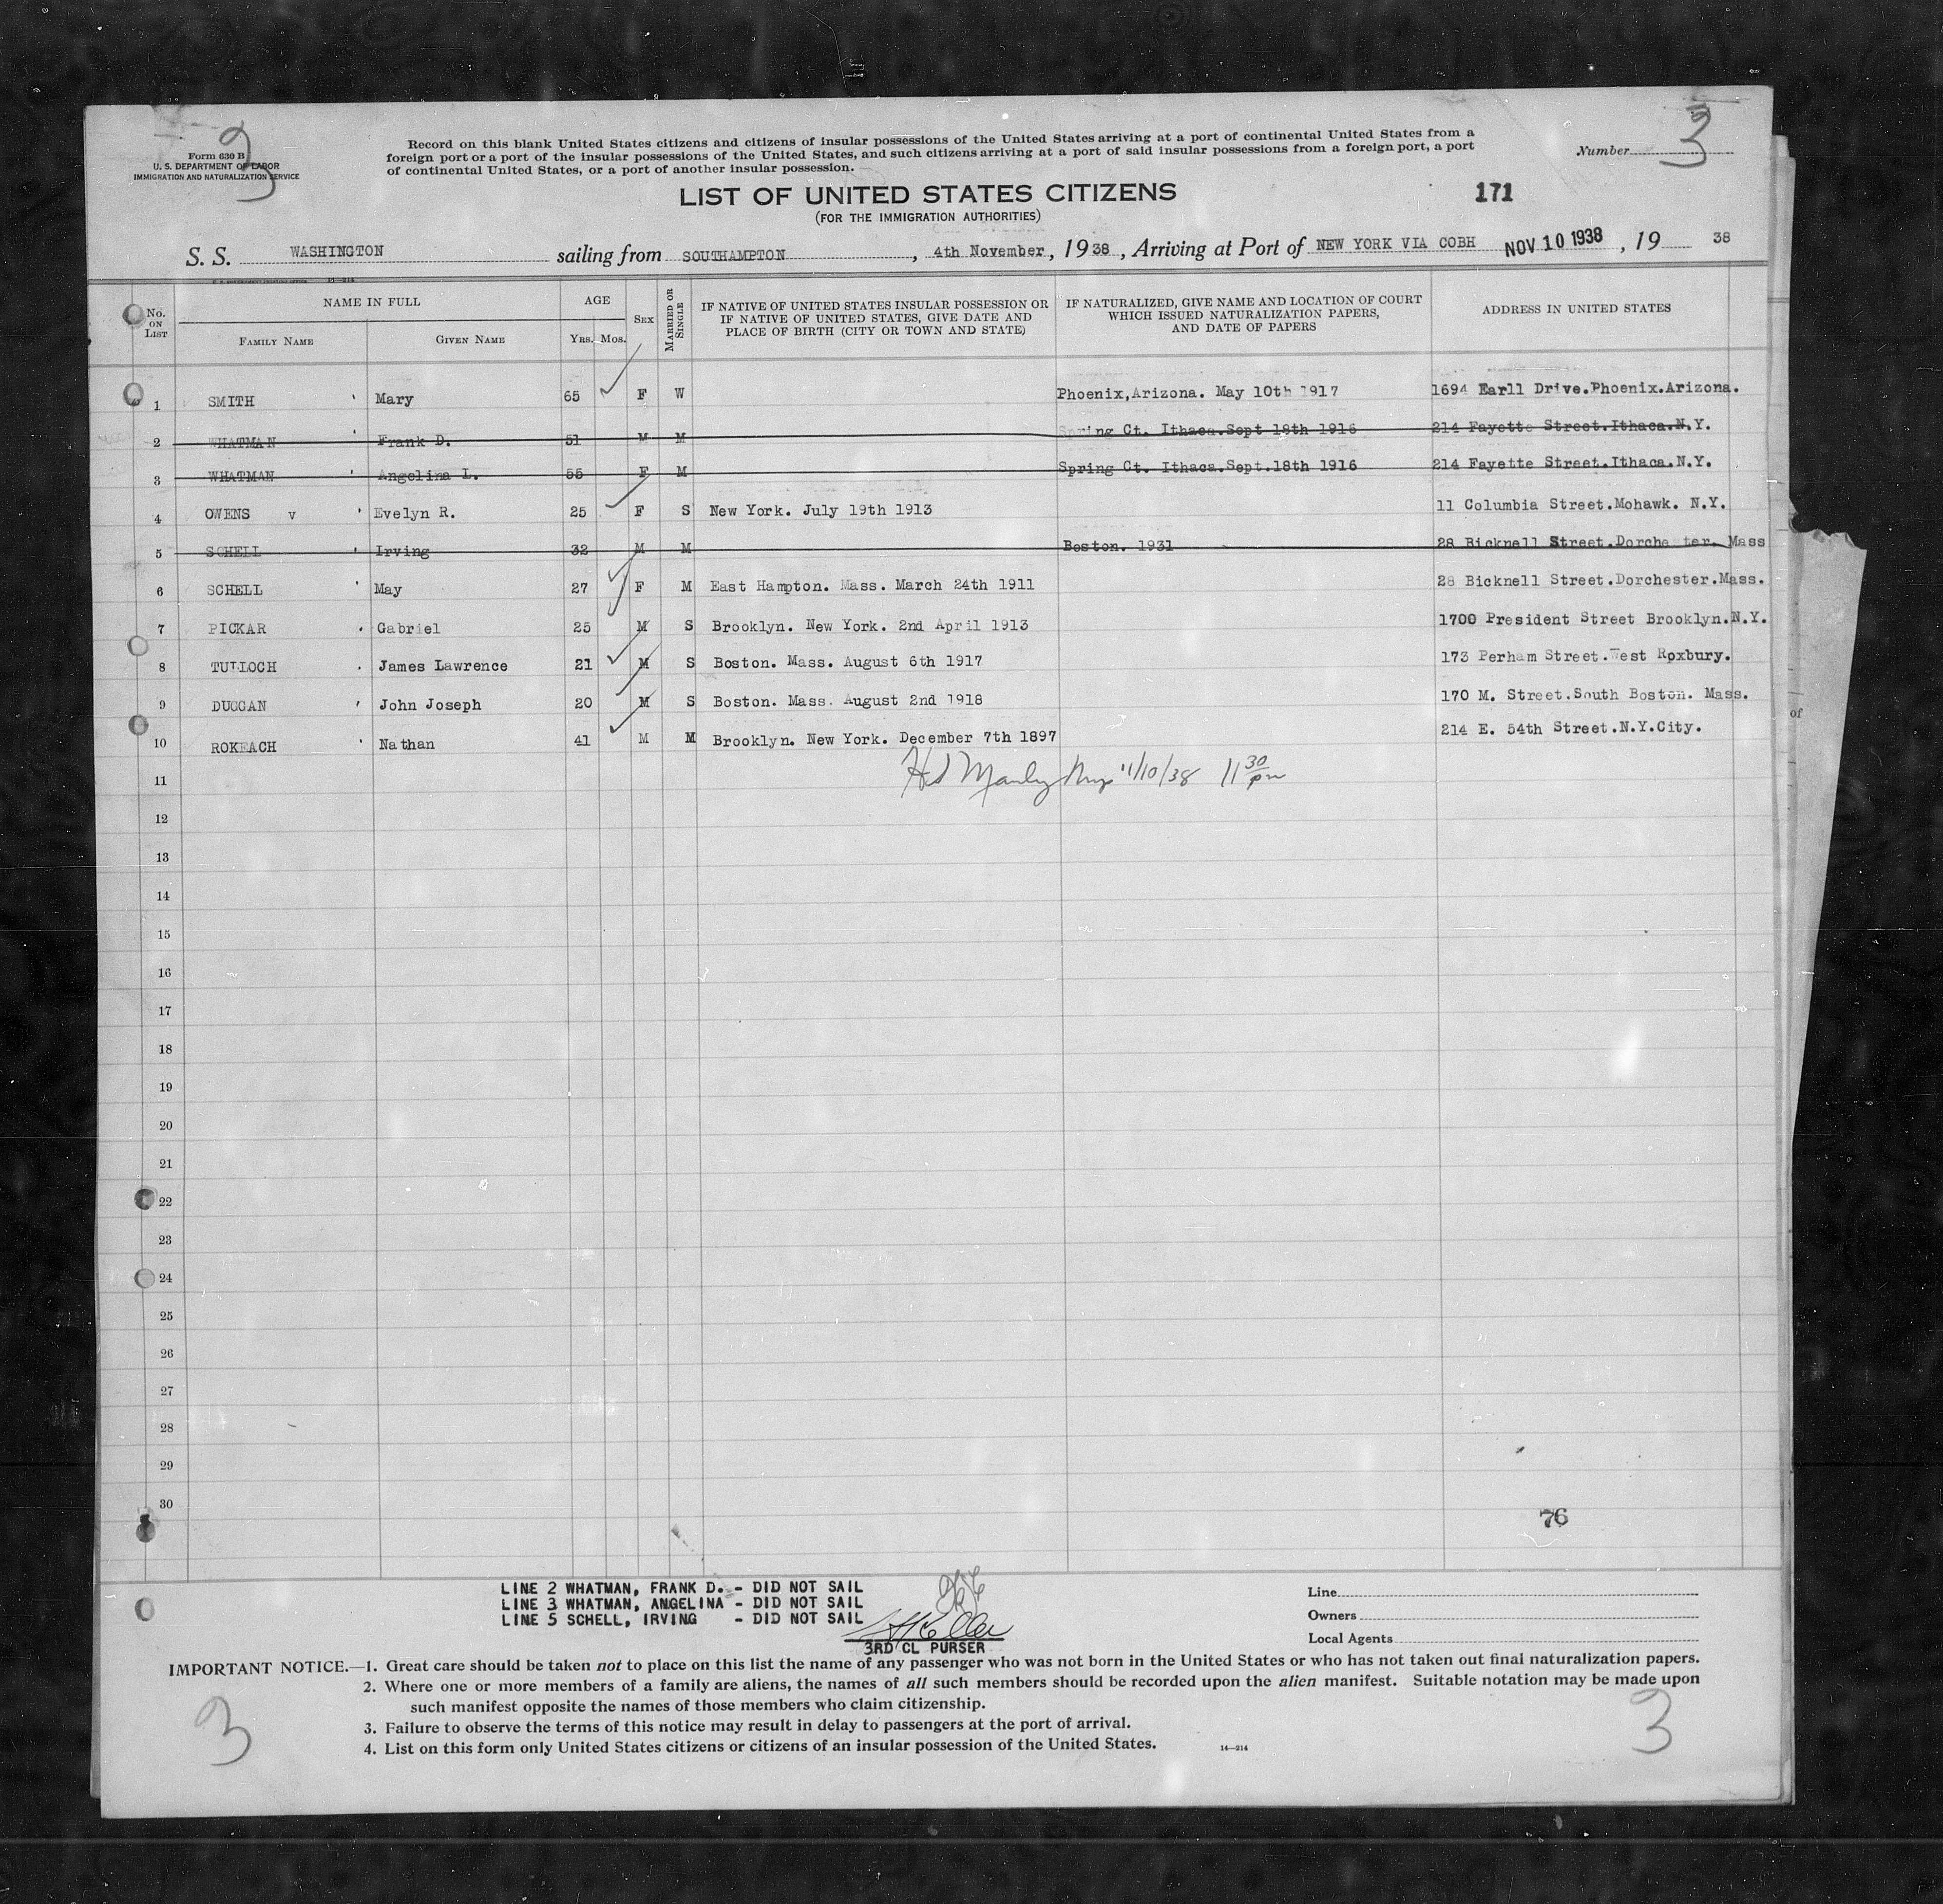 3
Form 630 B
U. S. DEPARTMENT OF LABOR
IMMIGRATION AND NATURALIZATION SERVICE
Record on this blank United States citizens and citizens of insular possessions of the United States arriving at a port of continental United States from a
foreign port or a port of the insular possessions of the United States, and such citizens arriving at a port of said insular possessions from a foreign port, a port
of continental United States, or a port of another insular possession.
Number 3
LIST OF UNITED STATES CITIZENS
171
(FOR THE IMMIGRATION AUTHORITIES)
S. S. WASHINGTON sailing from SOUTHAMPTON, 4th November, 1938, Arriving at Port of NEW YORK VIA COBH NOV 10 1938, 19 38
No. ON LIST NAME IN FULL AGE SEX MARRIED OR SINGLE IF NATIVE OF UNITED STATES INSULAR POSSESSION OR IF NATIVE OF UNITED STATES, GIVE DATE AND PLACE OF BIRTH (CITY OR TOWN AND STATE) IF NATURALIZED, GIVE NAME AND LOCATION OF COURT WHICH ISSUED NATURALIZATION PAPERS, AND DATE OF PAPERS ADDRESS IN UNITED STATES
FAMILY NAME GIVEN NAME YRS. MOS.
1 SMITH Mary 65 F W Phoenix,Arizona. May 10th 1917 1694 Earll Drive.Phoenix.Arizona.
2 WHATMAN Frank D. 51 M M Spring Ct. Ithaca.Sept 18th 1916 214 Fayette Street.Ithaca.N.Y.
3 WHATMAN Angelina L. 55 F M Spring Ct. Ithaca.Sept.18th 1916 214 Fayette Street.Ithaca.N.Y.
4 OWENS v Evelyn R. 25 F S New York. July 19th 1913 11 Columbia Street.Mohawk. N.Y.
5 SCHELL Irving 32 M M Boston. 1931 28 Bicknell Street.Dorchester. Mass
6 SCHELL May 27 F M East Hampton. Mass. March 24th 1911 28 Bicknell Street.Dorchester.Mass.
7 PICKAR Gabriel 25 M S Brooklyn. New York. 2nd April 1913 1700 President Street Brooklyn.N.Y.
8 TULLOCH James Lawrence 21 M S Boston. Mass. August 6th 1917 173 Perham Street.West Roxbury.
9 DUGGAN John Joseph 20 M S Boston. Mass. August 2nd 1918 170 M. Street.South Boston. Mass.
10 ROKEACH Nathan 41 M M Brooklyn. New York. December 7th 1897 214 E. 54th Street.N.Y.City.
11 11/10/38 11 30 pm
12
13
14
15
16
17
18
19
20
21
22
23
24
25
26
27
28
29
30
76
LINE 2 WHATMAN, FRANK D. - DID NOT SAIL
LINE 3 WHATMAN, ANGELINA - DID NOT SAIL
LINE 5 SCHELL, IRVING - DID NOT SAIL
3RD CL PURSER
Line
Owners
Local Agents
of
IMPORTANT NOTICE.—1. Great care should be taken not to place on this list the name of any passenger who was not born in the United States or who has not taken out final naturalization papers.
2. Where one or more members of a family are aliens, the names of all such members should be recorded upon the alien manifest. Suitable notation may be made upon
such manifest opposite the names of those members who claim citizenship.
3. Failure to observe the terms of this notice may result in delay to passengers at the port of arrival.
4. List on this form only United States citizens or citizens of an insular possession of the United States. 14—214
3 3